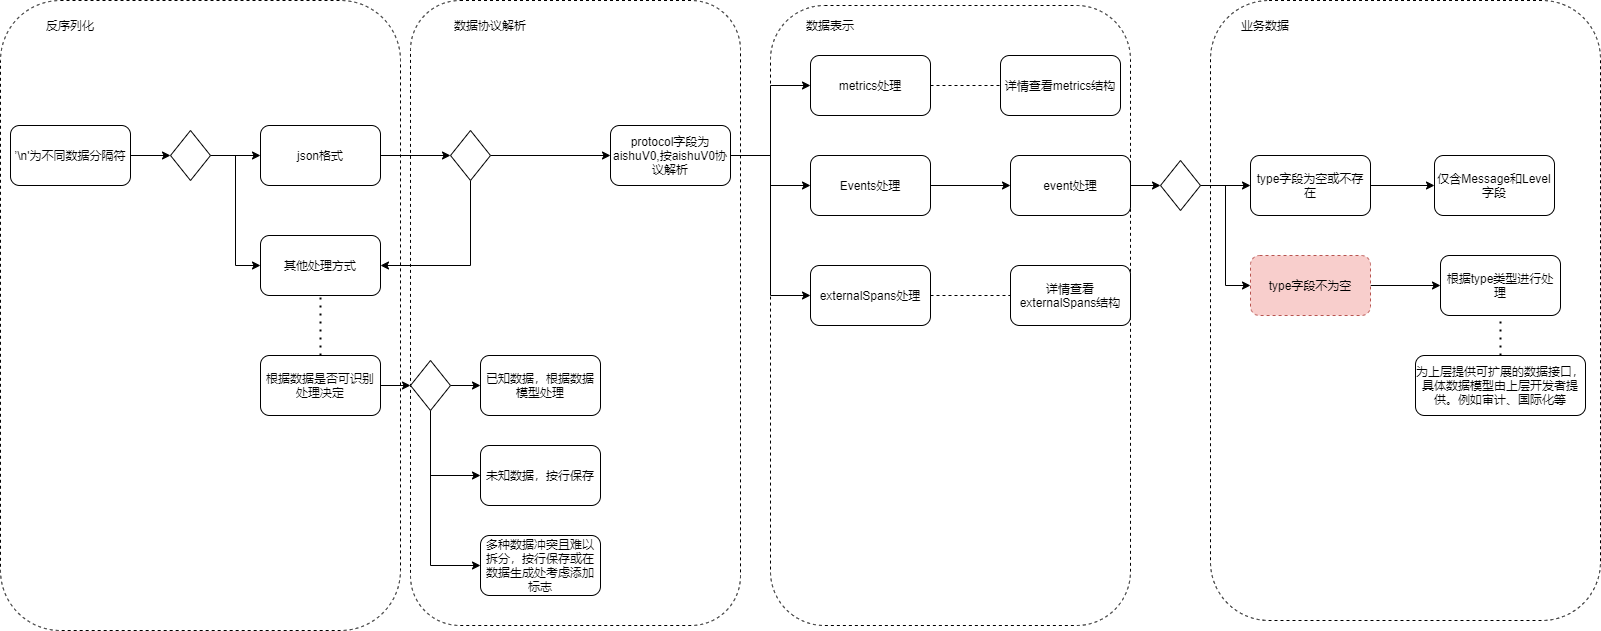 反序列化
数据协议解析
数据表示
业务数据
'\n'为不同数据分隔符
json格式
其他处理方式
根据数据是否可识别
处理决定
protocol字段为
aishuV0,按aishuV0协
议解析
已知数据，根据数据
模型处理
未知数据，按行保存
多种数据冲突且难以
拆分，按行保存或在
数据生成处考虑添加
标志
metrics处理
详情查看metrics结构
Events处理
event处理
externalSpans处理
详情查看
externalSpans结构
type字段为空或不存
在
仅含Message和Level
字段
type字段不为空
根据type类型进行处
理
为上层提供可扩展的数据接口，
具体数据模型由上层开发者提
供。例如审计、国际化等